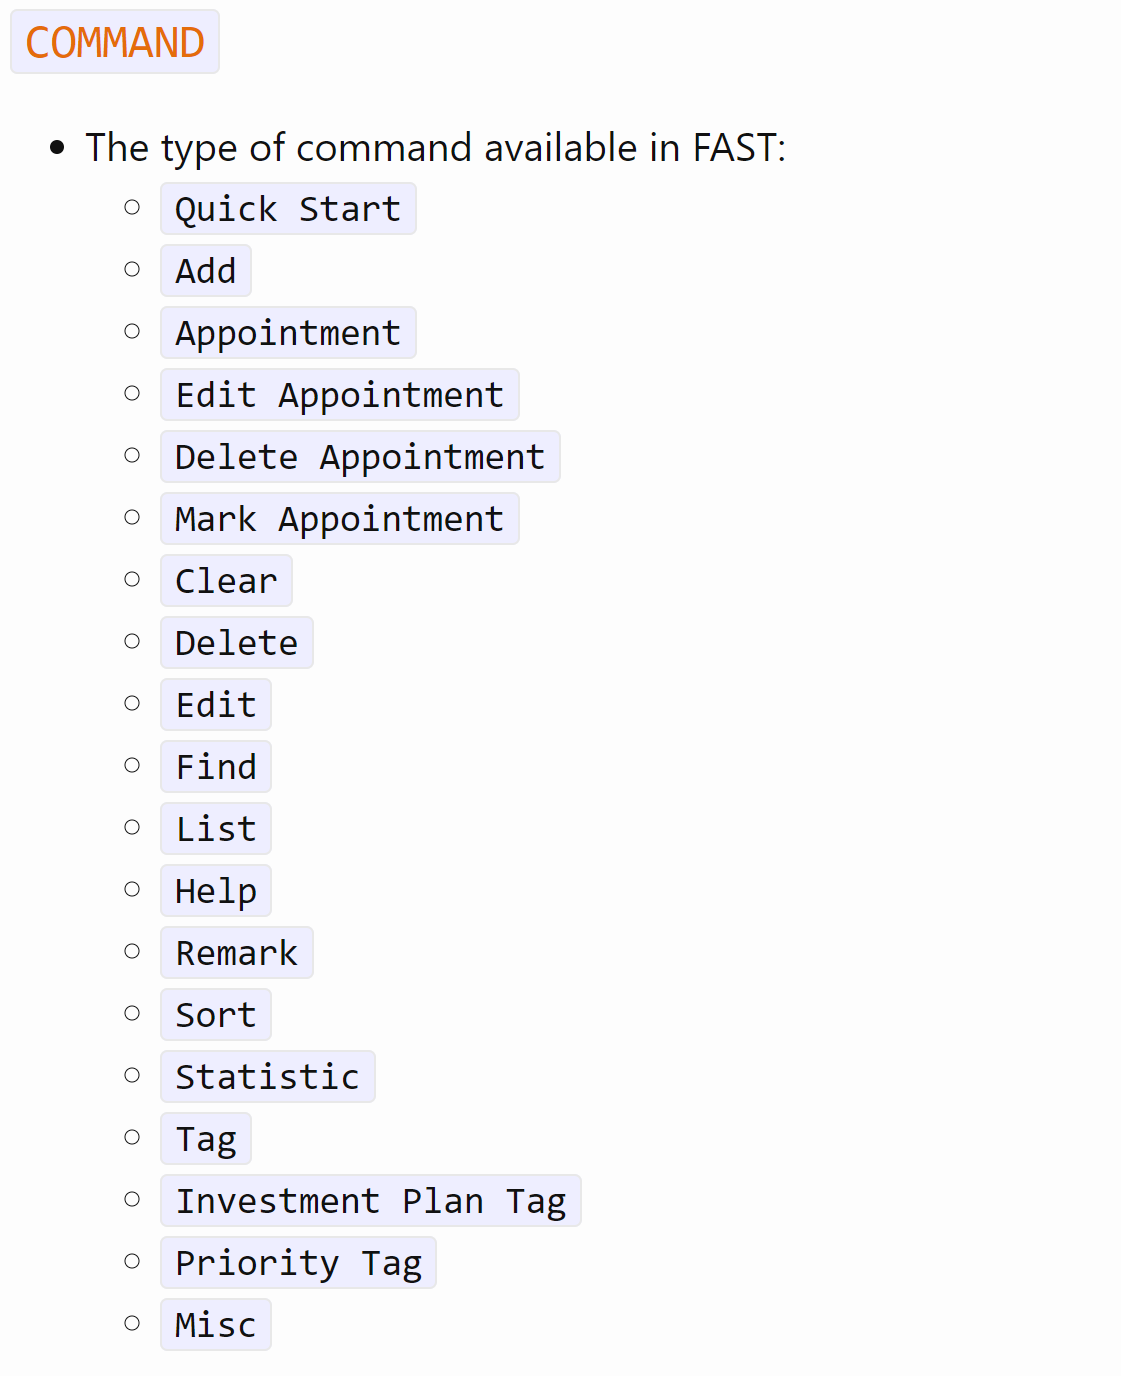 COMMAND
The type of command available in FAST:
Quick Start
Add
Appointment
Edit Appointment
Delete Appointment
Mark Appointment
Clear
Delete
Edit
Find
List
Help
Remark
Sort
Statistic
Tag
Investment Plan Tag
Priority Tag
Misc